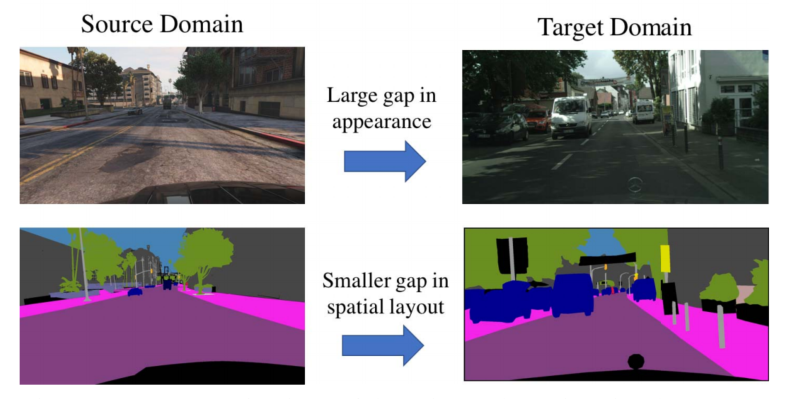 Source Domain
Target Domain
Large gap in
appearance
Smaller gap in
spatial layout